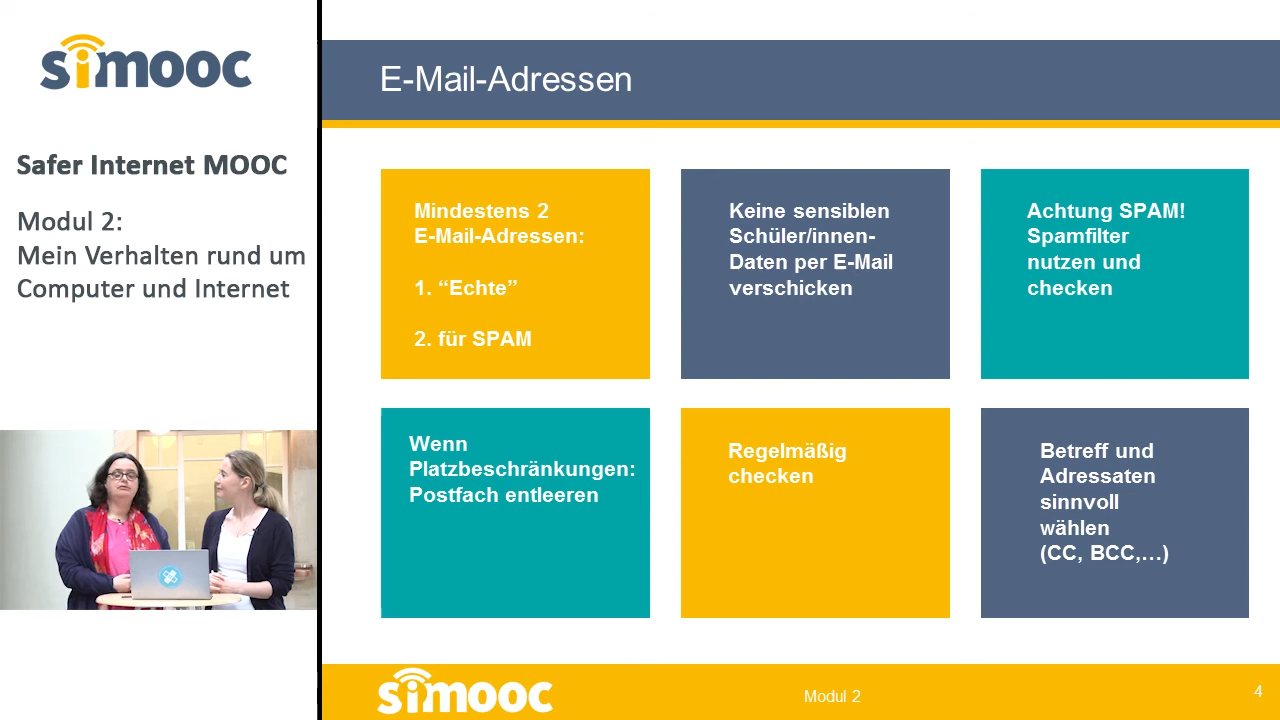 simooc
Safer Internet MOOC
Modul 2:
Mein Verhalten rund um
Computer und Internet
E-Mail-Adressen
Mindestens 2
E-Mail-Adressen:
1. “Echte”
2. für SPAM
Keine sensiblen
Schüler/innen-
Daten per E-Mail
verschicken
Achtung SPAM!
Spamfilter
nutzen und
checken
Wenn
Platzbeschränkungen:
Postfach entleeren
Regelmäßig
checken
Betreff und
Adressaten
sinnvoll
wählen
(CC, BCC,…)
simooc
Modul 2
4